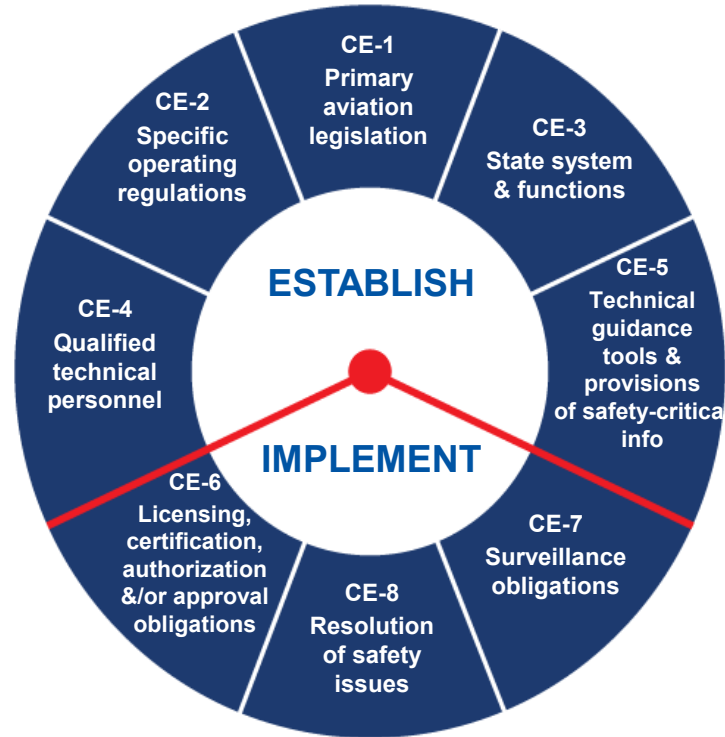 CE-1
Primary
aviation
legislation
CE-2
Specific
operating
regulations
CE-3
State system
& functions
CE-4
Qualified
technical
personnel
CE-5
Technical
guidance
tools &
provisions
of safety-critica
info
ESTABLISH
IMPLEMENT
CE-6
Licensing,
certification,
authorization
&/or approval
obligations
CE-7
Surveillance
obligations
CE-8
Resolution
of safety
issues